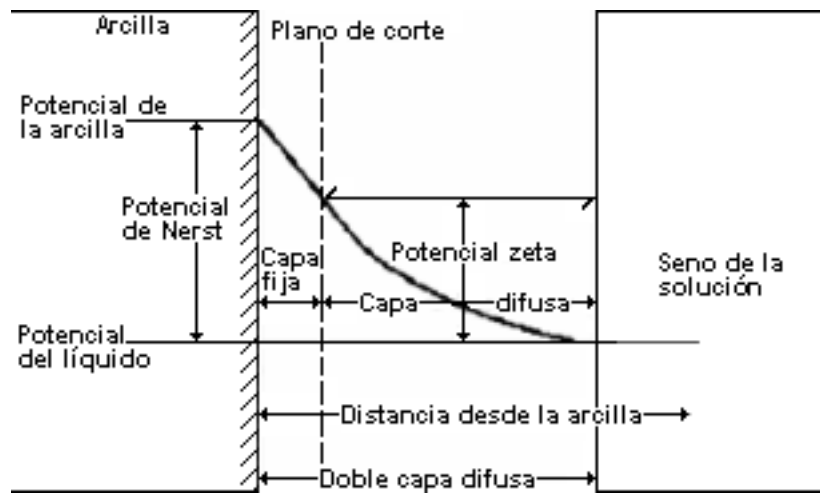 Arcilla
Plano de corte
Potencial de
la arcilla
Potencial
de Nerst
Capa
fija
Potencial zeta
Capa difusa
Seno de la
solución
Potencial
del líquido
Distancia desde la arcilla
Doble capa difusa